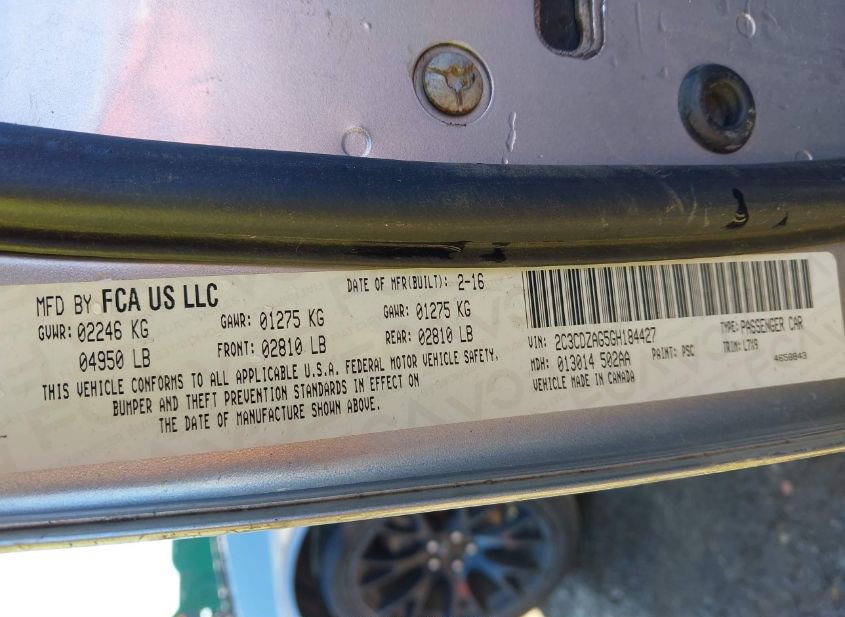 MFD BY FCA US LLC
DATE OF MFR(BUILT): 2-16
GVWR: 02246 KG
GAWR: 01275 KG
GAWR: 01275 KG
04950 LB
FRONT: 02810 LB
REAR: 02810 LB
THIS VEHICLE CONFORMS TO ALL APPLICABLE U.S.A. FEDERAL MOTOR VEHICLE SAFETY,
BUMPER AND THEFT PREVENTION STANDARDS IN EFFECT ON
THE DATE OF MANUFACTURE SHOWN ABOVE.
VIN: 2C3CDZAG5GH184427
TYPE: PASSENGER CAR
MDH: 013014 502AA
PAINT: PSC
TRIM: L7X9
VEHICLE MADE IN CANADA
4658843